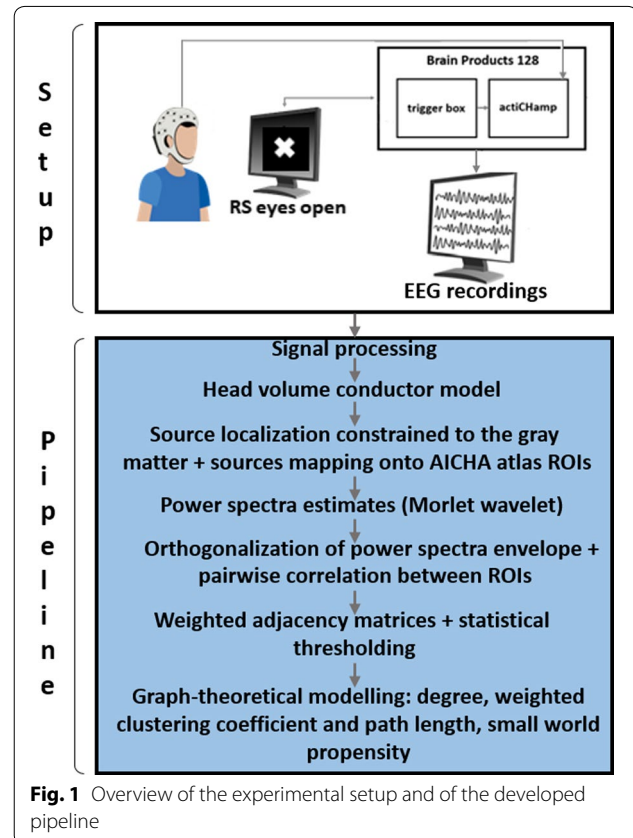 Setup
Brain Products 128
trigger box
actiCHamp
RS eyes open
EEG recordings
Pipeline
Signal processing
Head volume conductor model
Source localization constrained to the gray
matter + sources mapping onto AICHA atlas ROIs
Power spectra estimates (Morlet wavelet)
Orthogonalization of power spectra envelope +
pairwise correlation between ROIs
Weighted adjacency matrices + statistical
thresholding
Graph-theoretical modelling: degree, weighted
clustering coefficient and path length, small world
propensity
Fig. 1 Overview of the experimental setup and of the developed
pipeline